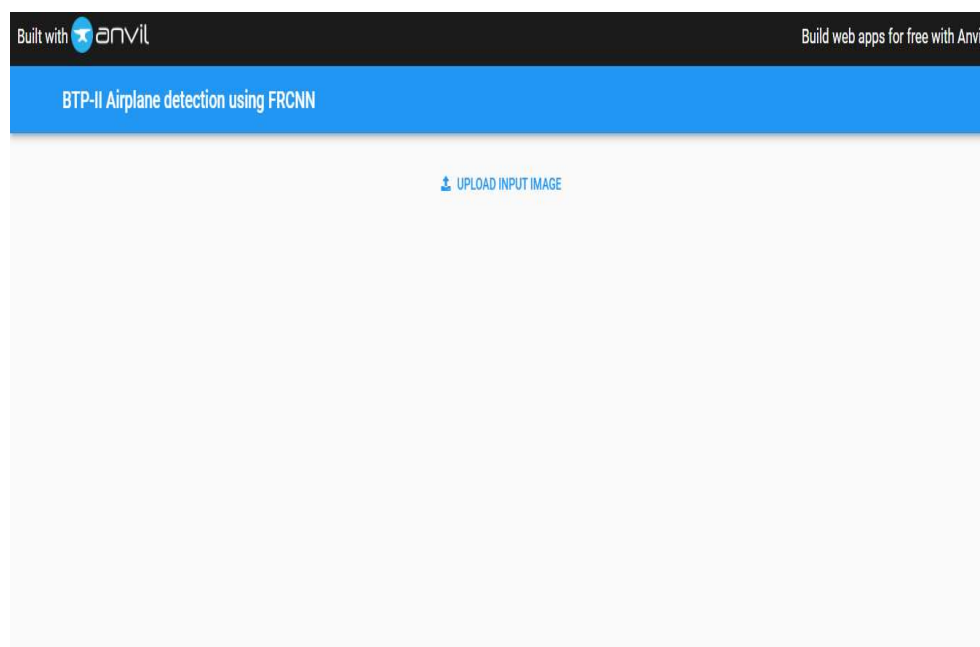 Built with anvil
Build web apps for free with Anvi
BTP-II Airplane detection using FRCNN
UPLOAD INPUT IMAGE